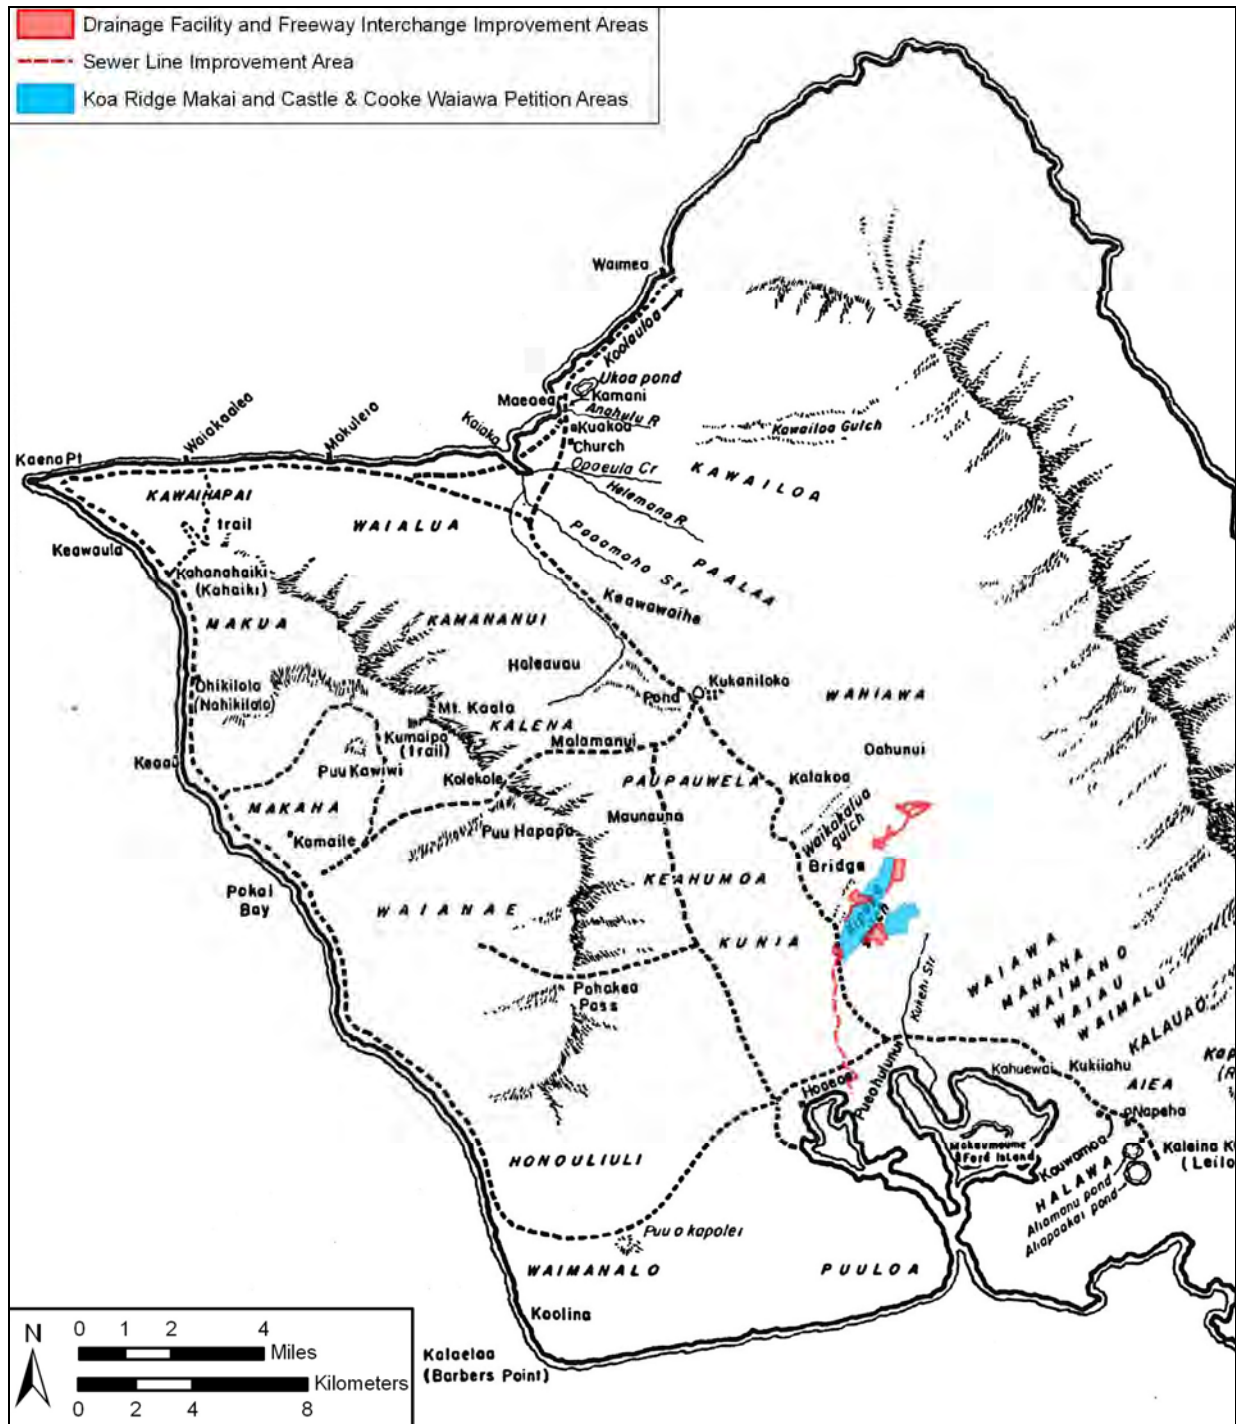 Drainage Facility and Freeway Interchange Improvement Areas
Sewer Line Improvement Area
Koa Ridge Makai and Castle & Cooke Waiawa Petition Areas
Waimea
Koolauloa
Ukoa pond
Kamani
Maeaea
Anahulu R
Kuakoa
Church
Kawailoa Gulch
Kaiaka
Opaeula Cr
KAWAILOA
Helemano R
Waiakaalea
Mokuleia
Kaena Pt
KAWAIHAPAI
trail
WAIALUA
Keawaula
Poamoho Str
PAALAA
Kahanahaiki
(Kahaiki)
Keawawaihe
MAKUA
KAMANANUI
Haleauau
Ohikilolo
(Nohikilolo)
Kukaniloko
Pond
WAHIAWA
Mt. Kaala
KALENA
Kumaipo
(trail)
Malamanui
Oahunui
Keaau
Puu Kawiwi
Kolekole
PAUPAUWELA
Kalakoa
MAKAHA
Kamaile
Puu Hapapa
Maunauna
Waikakalua
gulch
Bridge
KEAHUMOA
Pokai
Bay
WAIANAE
KUNIA
ch
WAIAWA
MANANA
WAIMANO
WAIAU
WAIMALU
KALAUAO
Pohakea
Pass
Kukehi Str
Kap
(R
Kahuewai
Kukiiahu
AIEA
Hoaeae
Pueohulunui
Napeha
Mokaumeume
Ford Island
Kauwamoa
Kaleina K
(Leilo
HALAWA
Aliamanu pond
Aliapaakai pond
HONOULIULI
Puu o kapolei
WAIMANALO
PUULOA
Koolina
Kalaeloa
(Barbers Point)
N
0 1 2 4
Miles
Kilometers
0 2 4 8